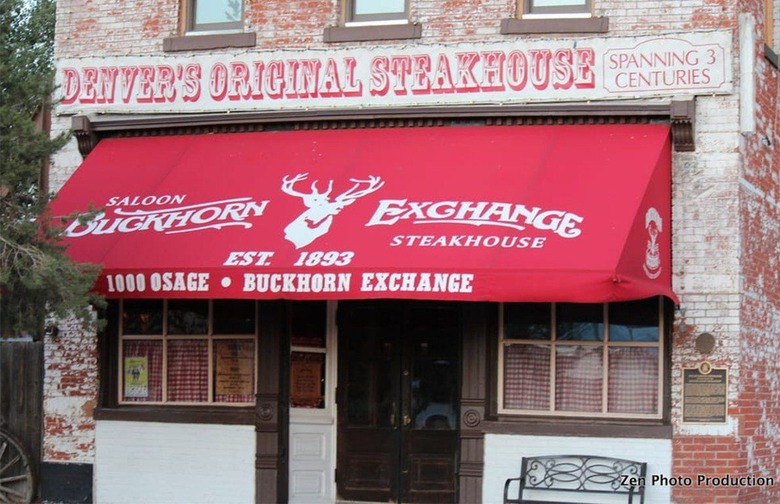 DENVER'S ORIGINAL STEAKHOUSE
SPANNING 3
CENTURIES
SALOON
BUCKHORN
EXCHANGE
STEAKHOUSE
EST. 1893
1000 OSAGE • BUCKHORN EXCHANGE
Zen Photo Production